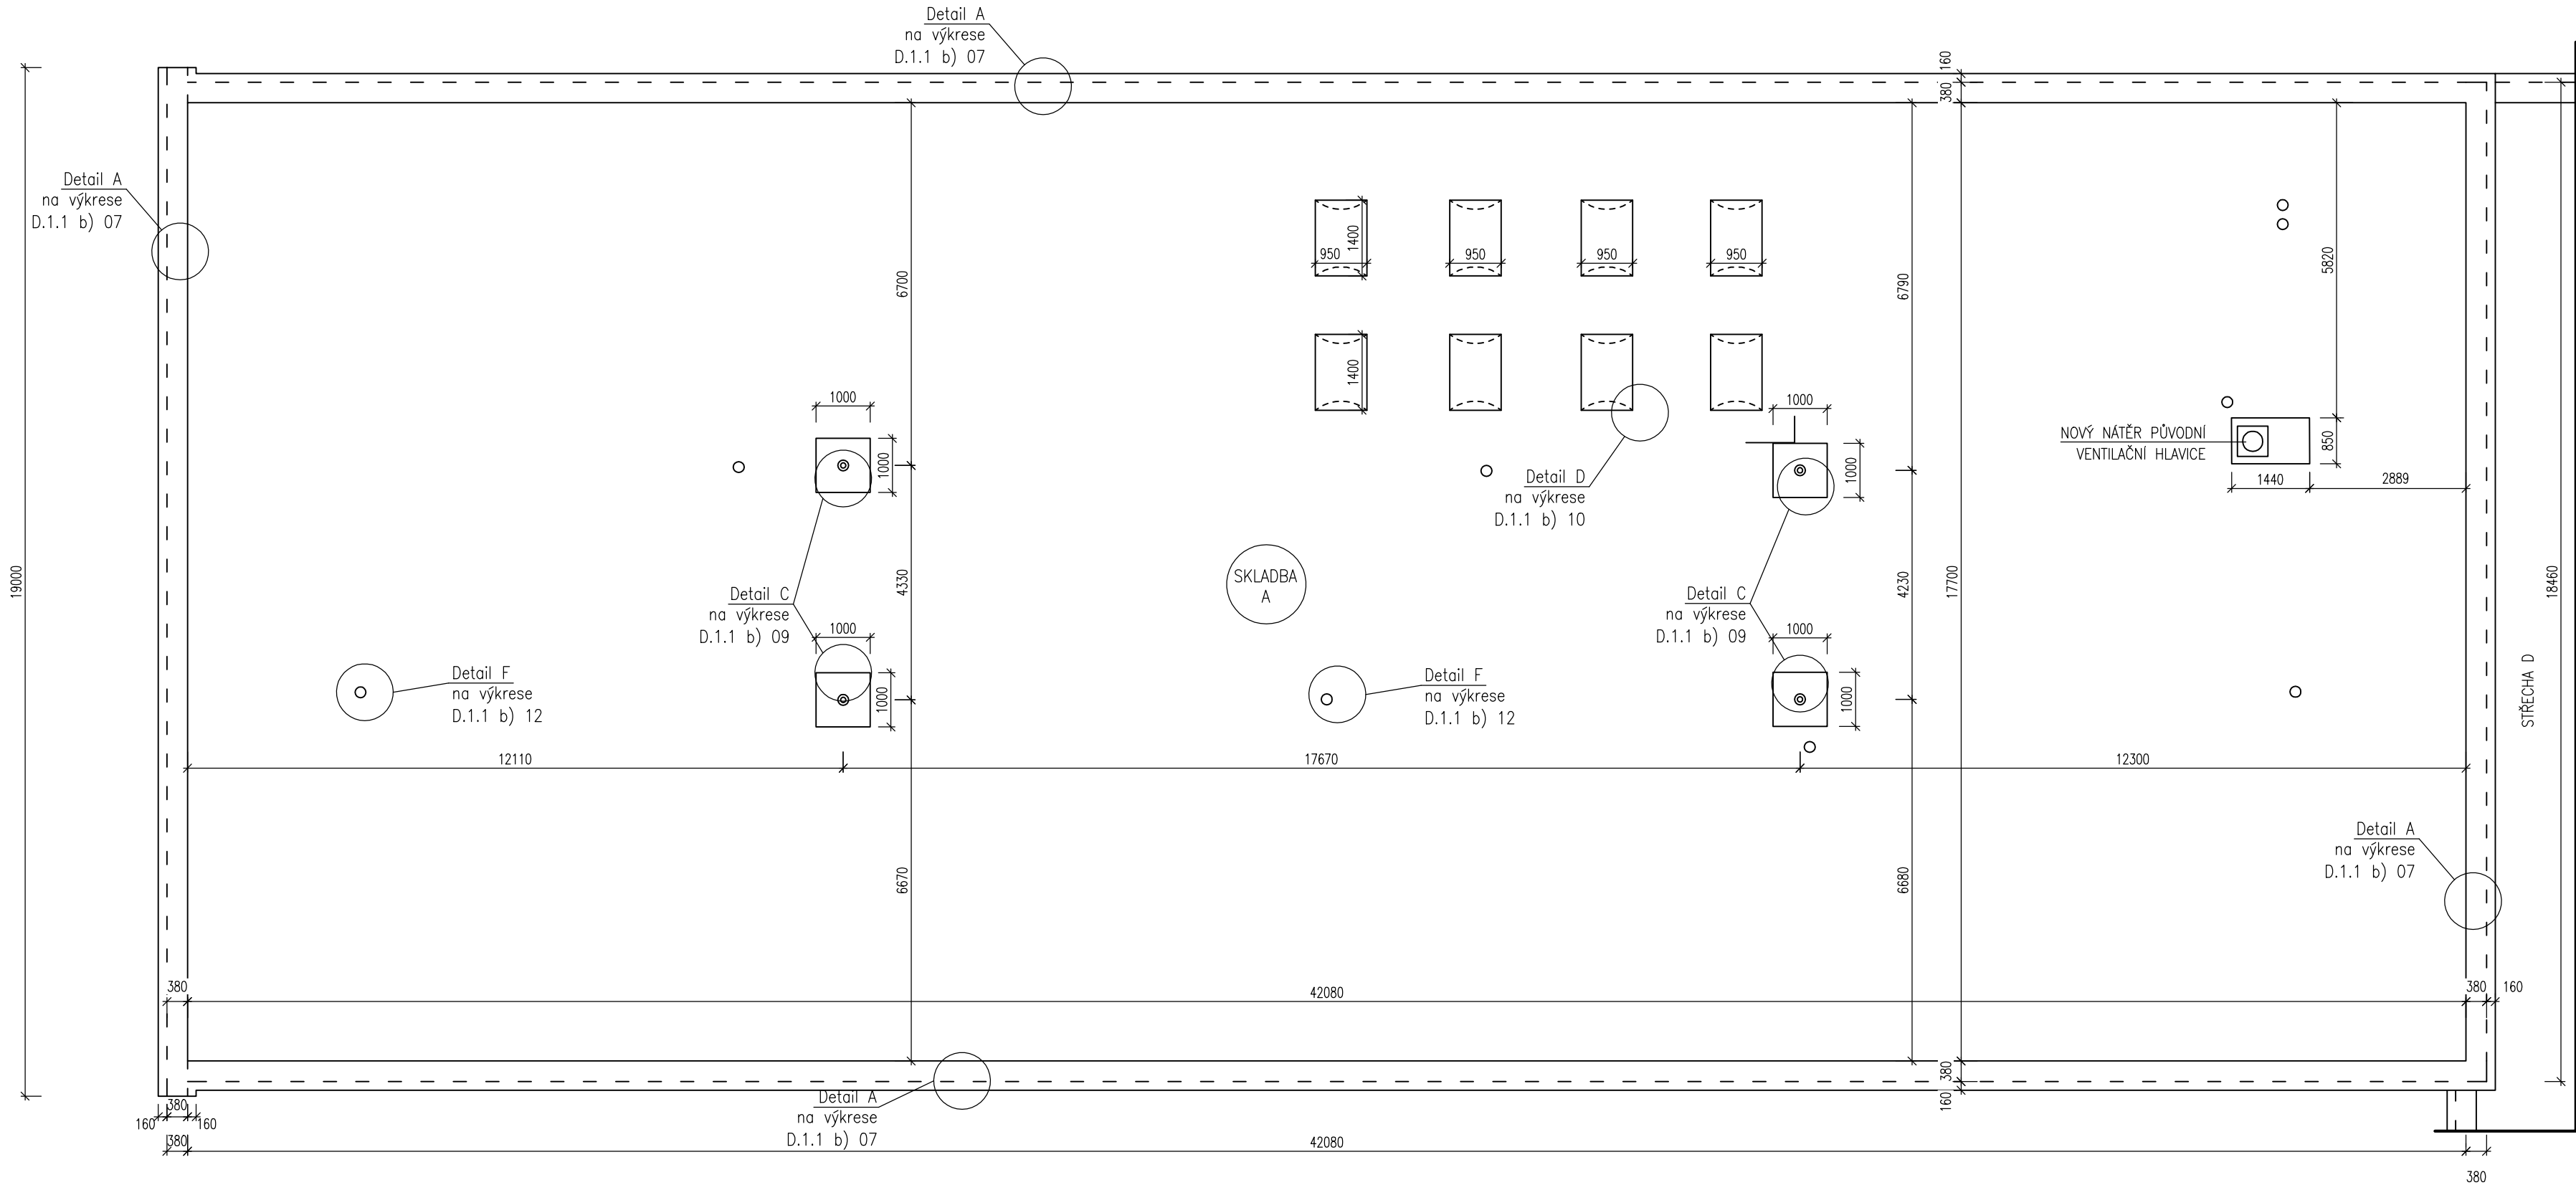 Detail A
na výkrese
D.1.1 b) 07
160
380
19000
Detail A
na výkrese
D.1.1 b) 07
6700
950
1400
950
950
950
6790
5820
18460
1400
1000
1000
1000
1000
Detail D
na výkrese
D.1.1 b) 10
NOVÝ NÁTĚR PŮVODNÍ
VENTILAČNÍ HLAVICE
850
1440
2889
SKLADBA
A
4330
4230
17700
Detail C
na výkrese
D.1.1 b) 09
Detail C
na výkrese
D.1.1 b) 09
1000
1000
1000
1000
Detail F
na výkrese
D.1.1 b) 12
Detail F
na výkrese
D.1.1 b) 12
STŘECHA D
12110
17670
12300
6670
6680
Detail A
na výkrese
D.1.1 b) 07
380
42080
380
160
380
160
160
380
160
Detail A
na výkrese
D.1.1 b) 07
380
42080
380